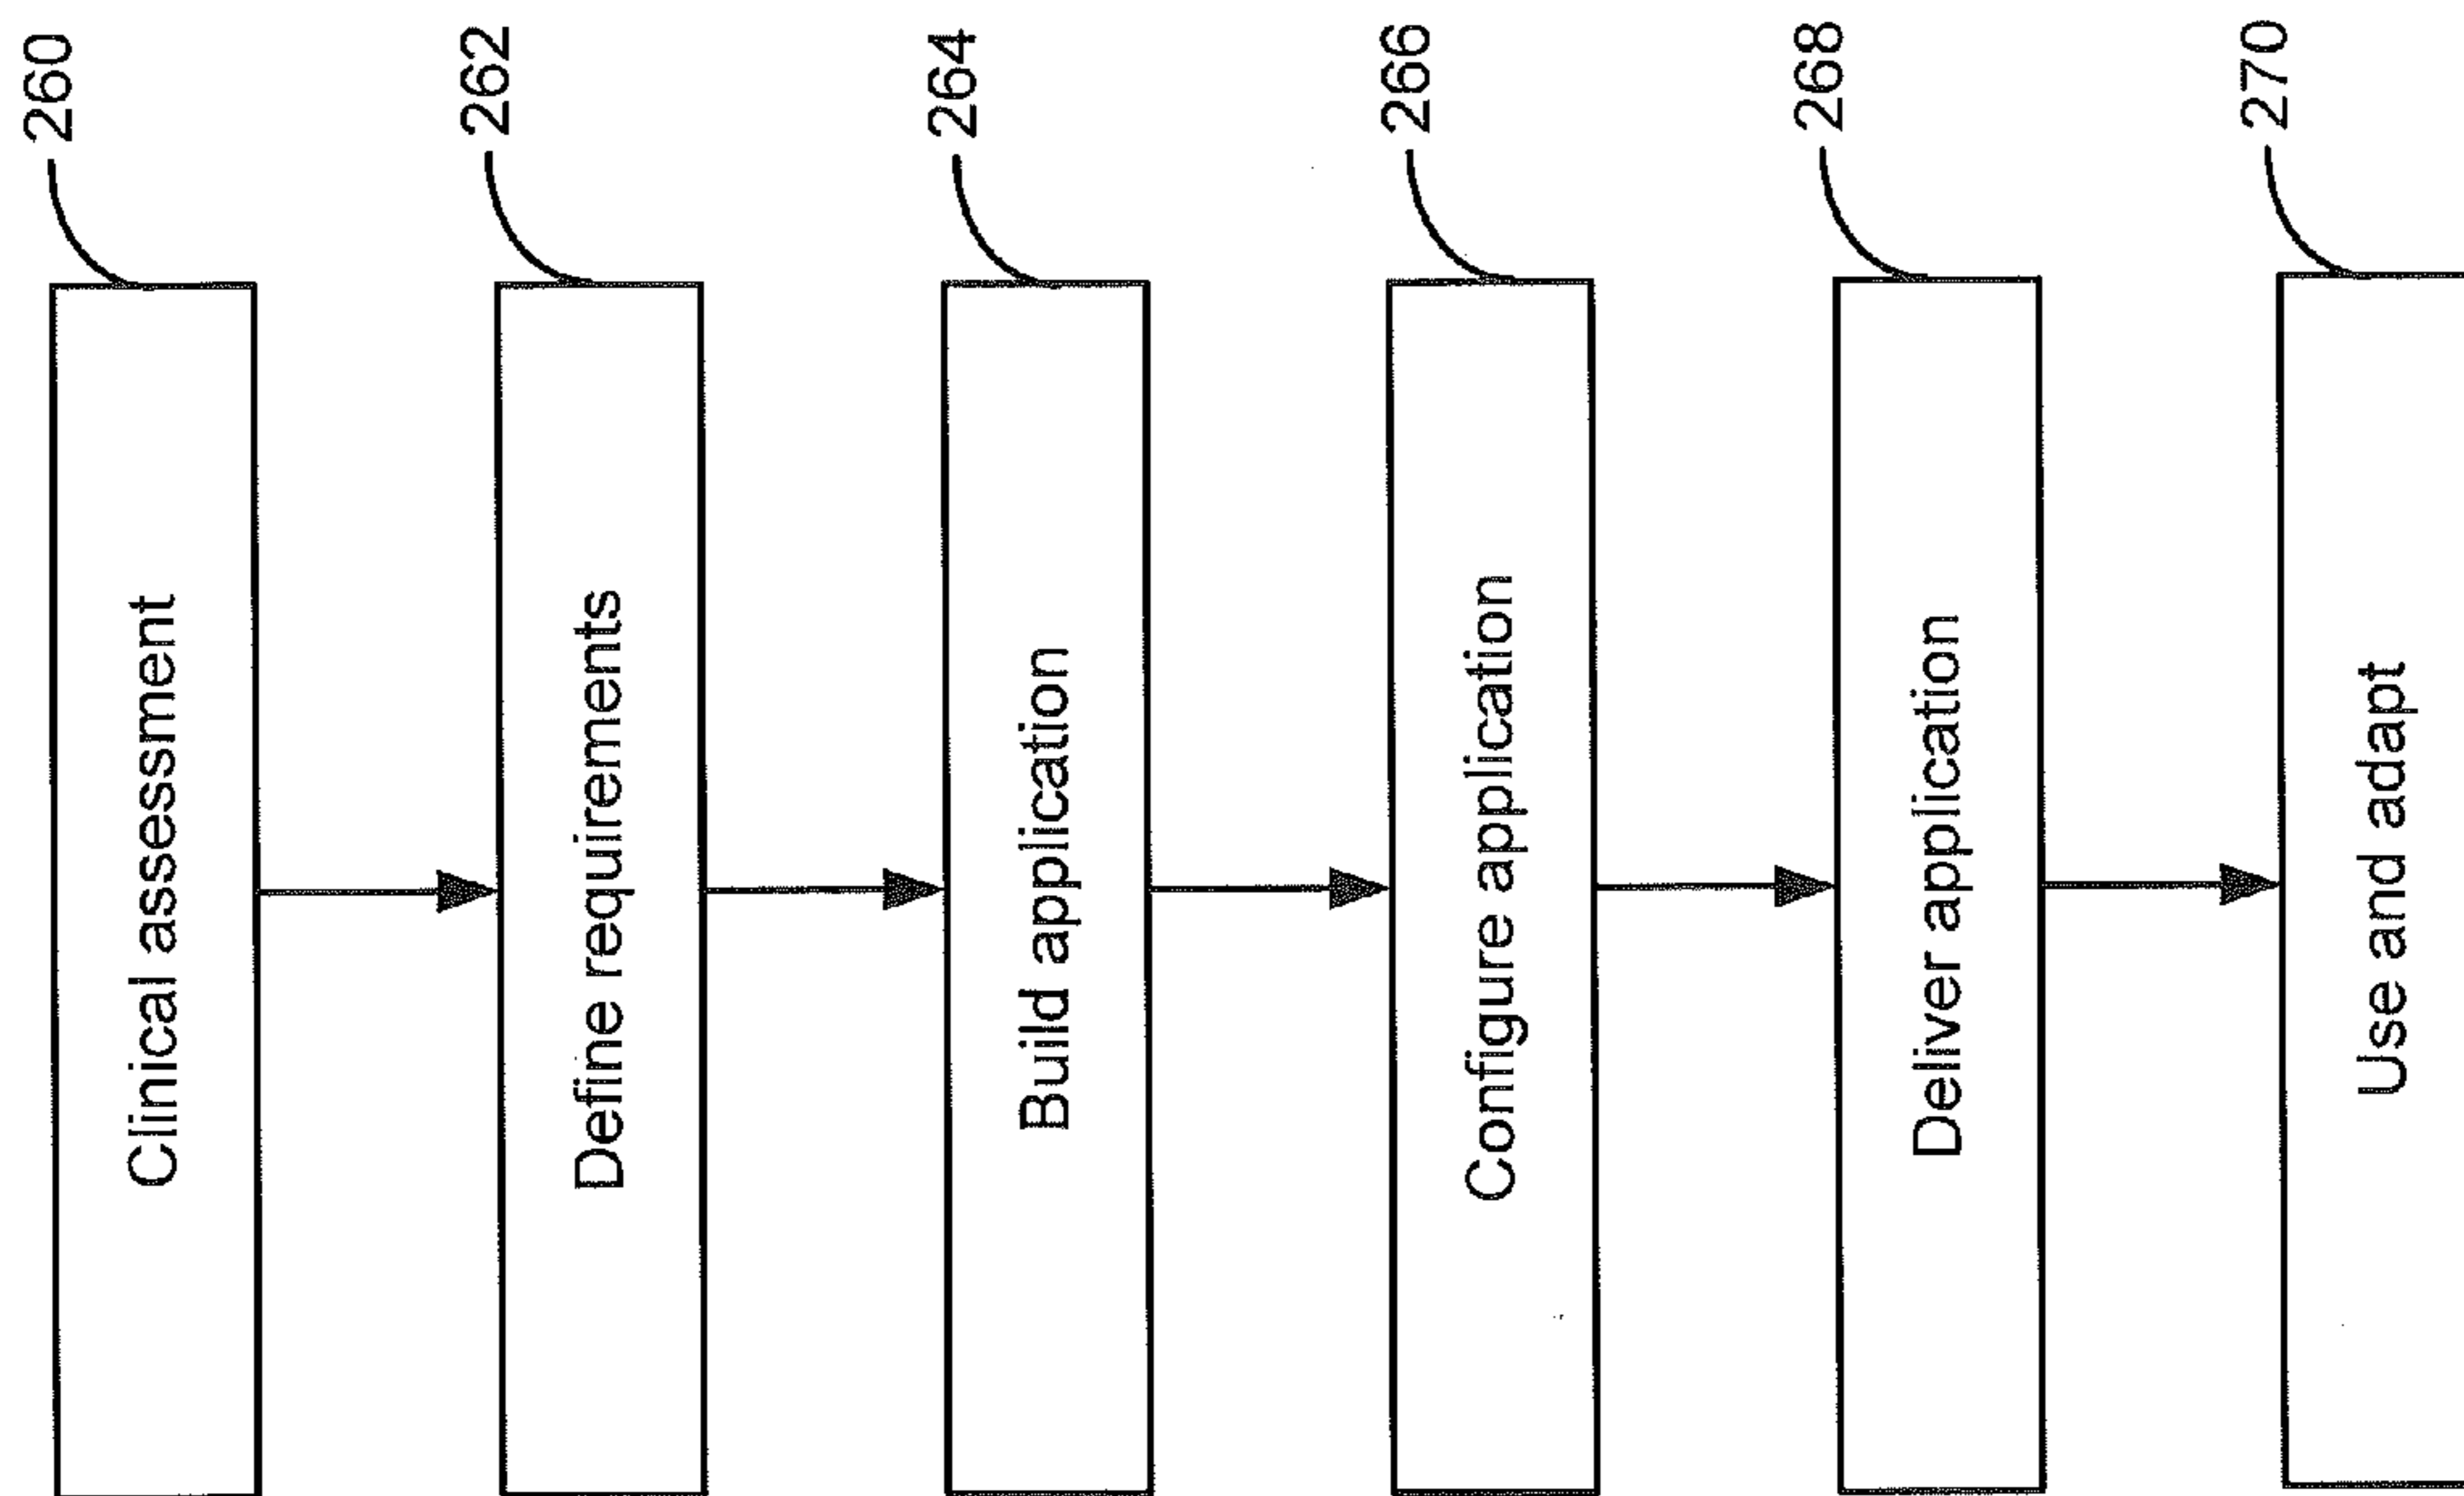 260
Clinical assessment
262
Define requirements
264
Build application
266
Configure application
268
Deliver application
270
Use and adapt